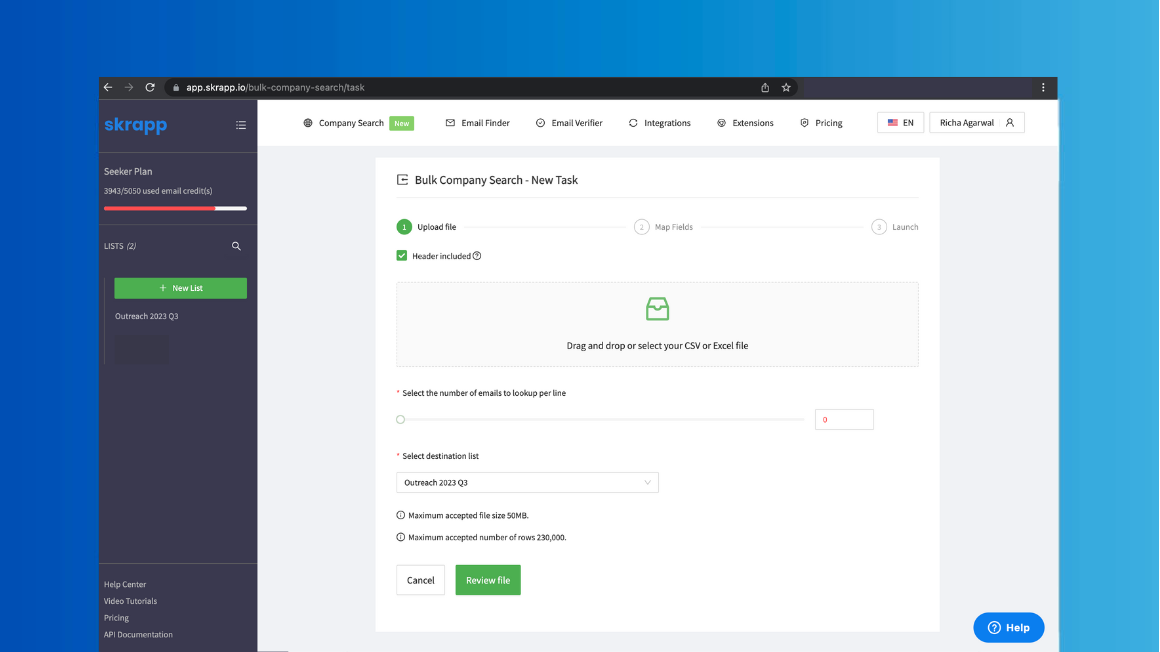 app.skrapp.io/bulk-company-search/task
skrapp
Company Search New
Email Finder
Email Verifier
Integrations
Extensions
Pricing
EN
Richa Agarwal
Seeker Plan
3943/5050 used email credit(s)
LISTS (2)
+ New List
Outreach 2023 Q3
Help Center
Video Tutorials
Pricing
API Documentation
Bulk Company Search - New Task
1 Upload file
2 Map Fields
3 Launch
Header included
Drag and drop or select your CSV or Excel file
* Select the number of emails to lookup per line
0
* Select destination list
Outreach 2023 Q3
Maximum accepted file size 50MB.
Maximum accepted number of rows 230,000.
Cancel
Review file
Help